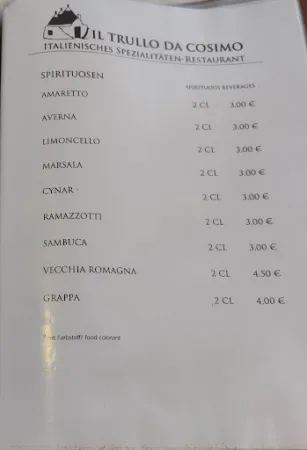 IL TRULLO DA COSIMO
ITALIENISCHES SPEZIALITÄTEN-RESTAURANT
SPIRITUOSEN SPIRITUOUS BEVERAGES
AMARETTO 2 CL 3.00 €
AVERNA 2 CL 3.00 €
LIMONCELLO 2 CL 3.00 €
MARSALA 2 CL 3.00 €
CYNAR 2 CL 3.00 €
RAMAZZOTTI 2 CL 3.00 €
SAMBUCA 2 CL 3.00 €
VECCHIA ROMAGNA 2 CL 4.50 €
GRAPPA 2 CL 4.00 €
Farbstoff/ food colorant